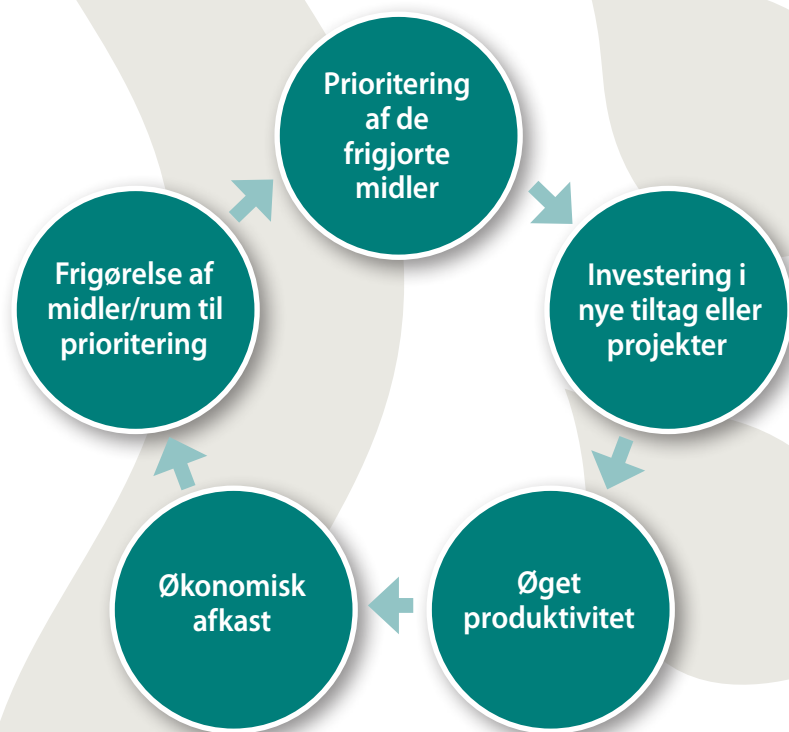 Prioritering
af de
frigjorte
midler
Investering i
nye tiltag eller
projekter
Øget
produktivitet
Økonomisk
afkast
Frigørelse af
midler/rum til
prioritering